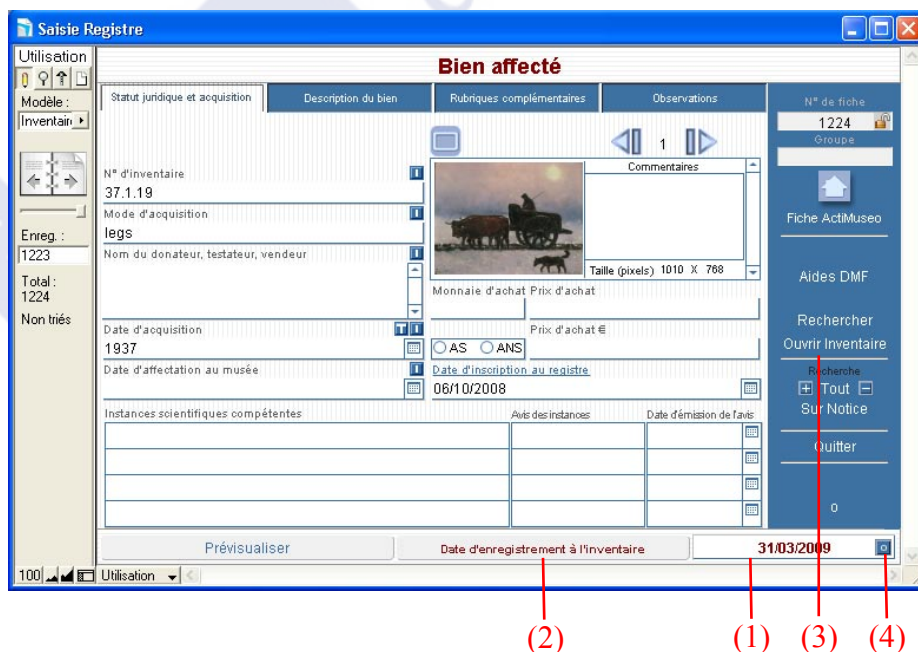 Saisie Registre
Utilisation
Bien affecté
Modèle :
Inventain
Statut juridique et acquisition
Description du bien
Rubriques complémentaires
Observations
N° de fiche
1224
Groupe
1
Commentaires
N° d'inventaire
37.1.19
Mode d'acquisition
legs
Nom du donateur, testateur, vendeur
Fiche ActiMuseo
Enreg. :
1223
Total :
1224
Non triés
Taille (pixels) 1010 X 768
Aides DMF
Monnaie d'achat Prix d'achat
Date d'acquisition
T
1937
Prix d'achat €
AS ANS
Rechercher
Ouvrir Inventaire
Date d'affectation au musée
Date d'inscription au registre
06/10/2008
Recherche
Tout
Sur Notice
Instances scientifiques compétentes
Avis des instances
Date d'émission de l'avis
Quitter
0
Prévisualiser
Date d'enregistrement à l'inventaire
31/03/2009
100
Utilisation
(2) (1) (3) (4)